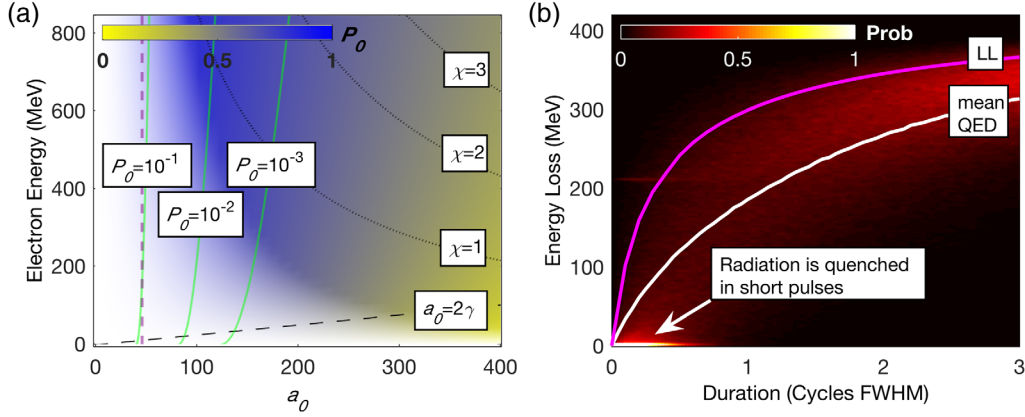 (a)
800
600
400
200
0
Electron Energy (MeV)
0
100
200
300
400
a₀
P₀
0
0.5
1
χ=3
χ=2
χ=1
P₀=10⁻¹
P₀=10⁻²
P₀=10⁻³
a₀=2γ
(b)
400
300
200
100
0
Energy Loss (MeV)
0
1
2
3
Duration (Cycles FWHM)
Prob
0
0.5
1
LL
mean
QED
Radiation is quenched
in short pulses